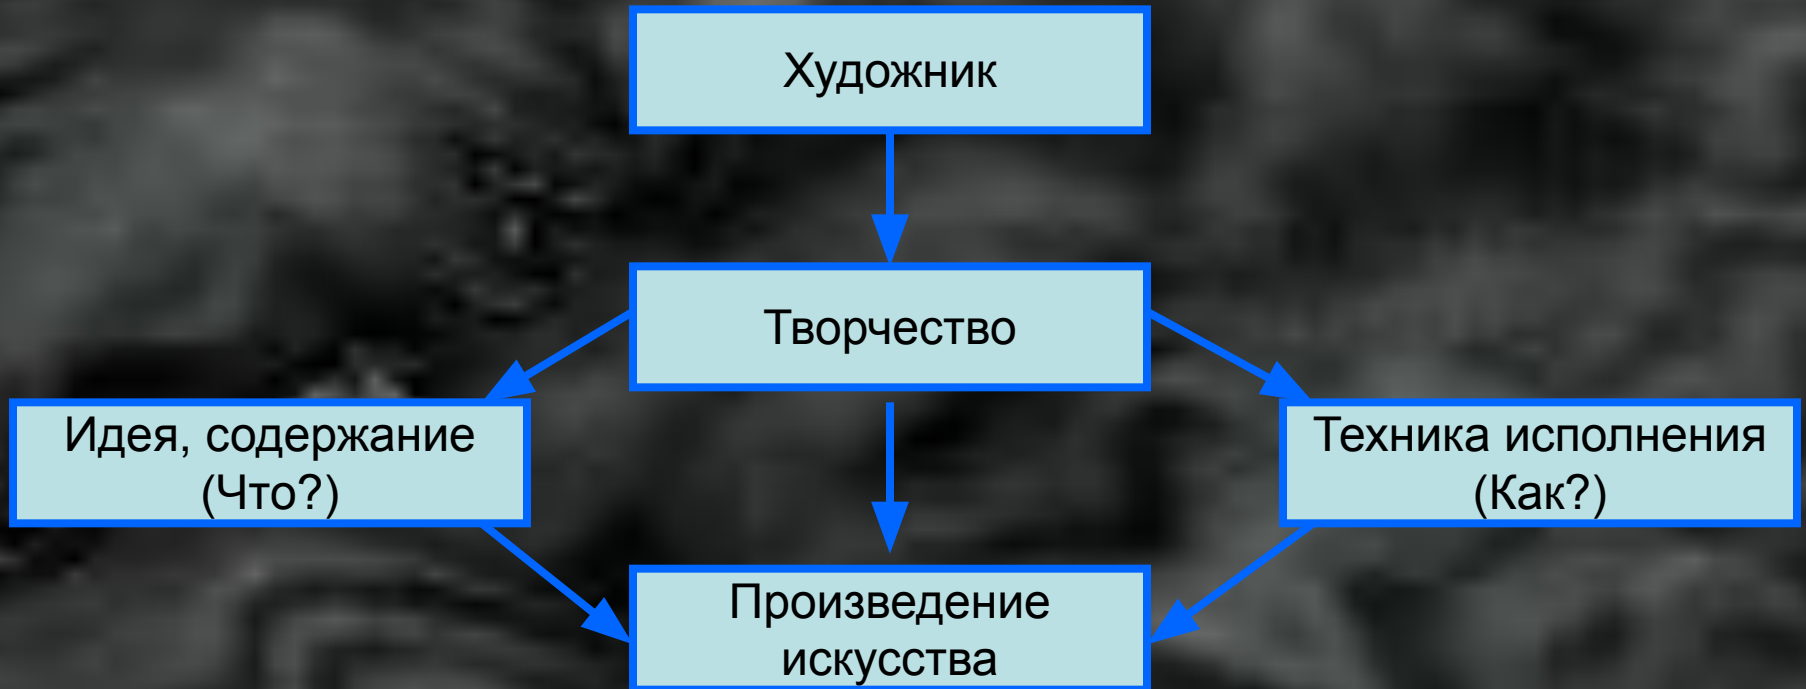 Художник
Творчество
Идея, содержание
(Что?)
Техника исполнения
(Как?)
Произведение
искусства